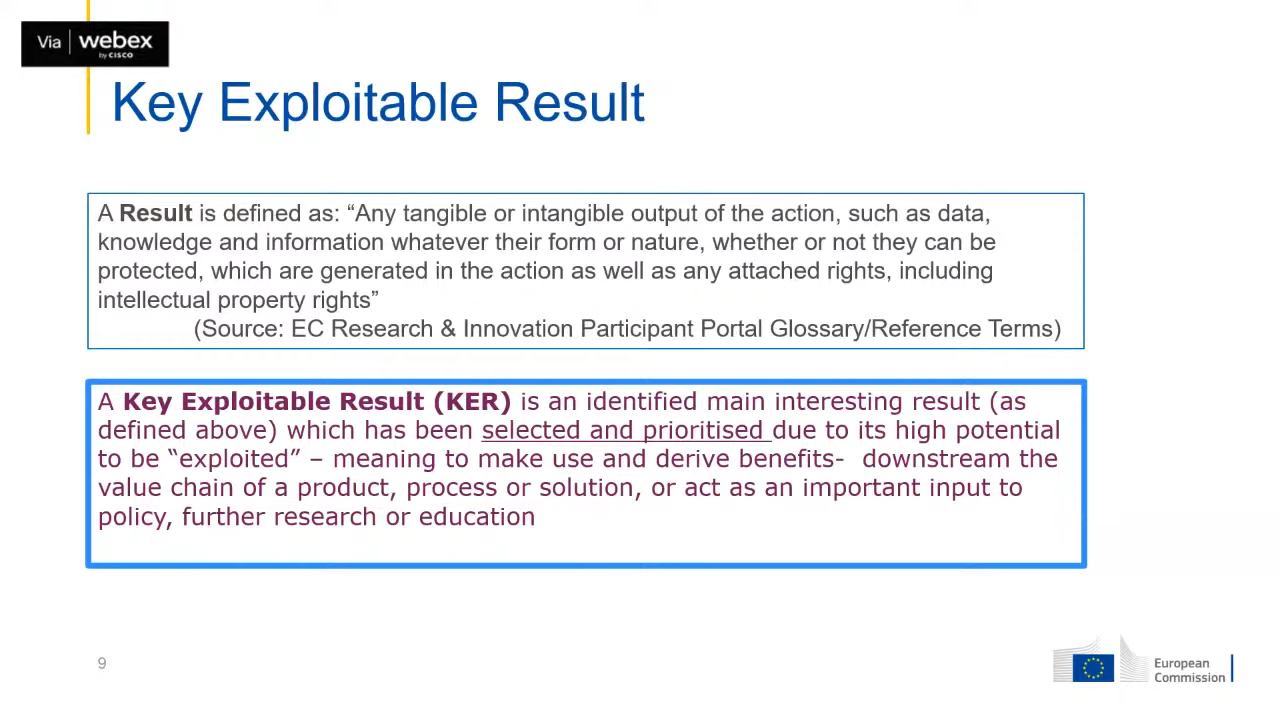 Via webex
by CISCO
Key Exploitable Result
A Result is defined as: “Any tangible or intangible output of the action, such as data,
knowledge and information whatever their form or nature, whether or not they can be
protected, which are generated in the action as well as any attached rights, including
intellectual property rights”
(Source: EC Research & Innovation Participant Portal Glossary/Reference Terms)
A Key Exploitable Result (KER) is an identified main interesting result (as
defined above) which has been selected and prioritised due to its high potential
to be “exploited” – meaning to make use and derive benefits-  downstream the
value chain of a product, process or solution, or act as an important input to
policy, further research or education
9
European
Commission